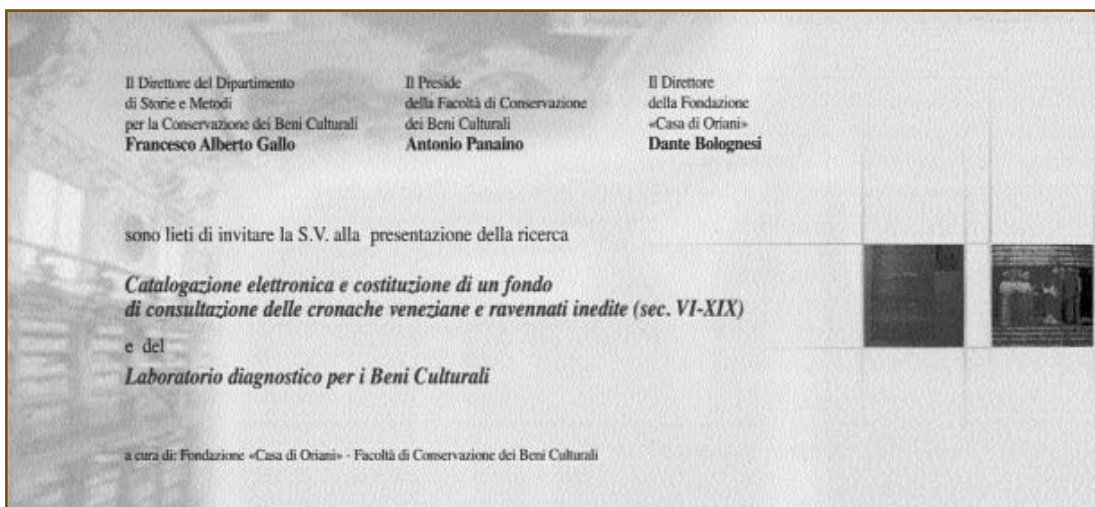 Il Direttore del Dipartimento
di Storie e Metodi
per la Conservazione dei Beni Culturali
Francesco Alberto Gallo
Il Preside
della Facoltà di Conservazione
dei Beni Culturali
Antonio Panaino
Il Direttore
della Fondazione
«Casa di Oriani»
Dante Bolognesi
sono lieti di invitare la S.V. alla presentazione della ricerca
Catalogazione elettronica e costituzione di un fondo
di consultazione delle cronache veneziane e ravennati inedite (sec. VI-XIX)
e del
Laboratorio diagnostico per i Beni Culturali
a cura di: Fondazione «Casa di Oriani» - Facoltà di Conservazione dei Beni Culturali